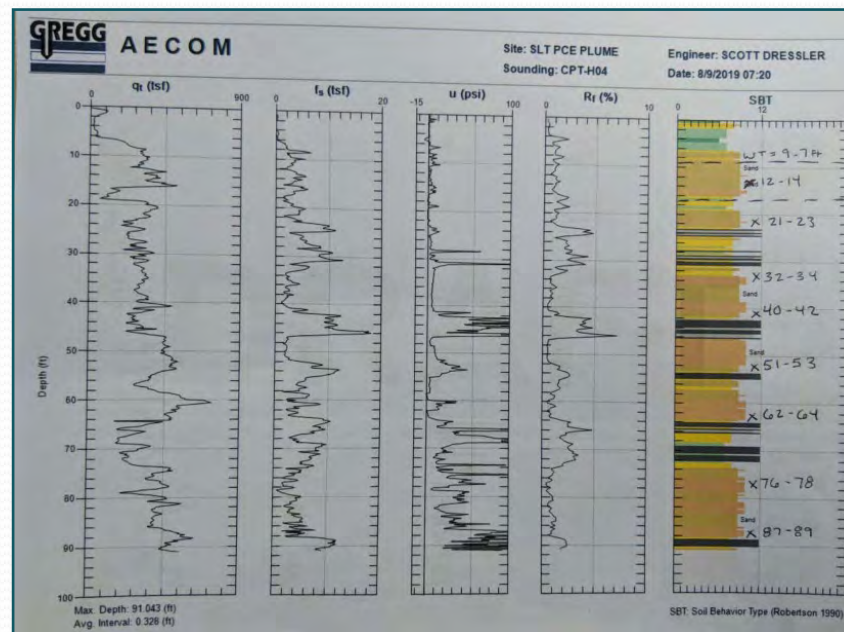 GREGG
AECOM
Site: SLT PCE PLUME
Sounding: CPT-H04
Engineer: SCOTT DRESSLER
Date: 8/9/2019 07:20
qt (tsf)
fs (tsf)
u (psi)
Rf (%)
SBT
0 900
0 20
-15 100
0 10
0 12
Depth (ft)
0
10
20
30
40
50
60
70
80
90
100
WT = 9.7 ft
Sand
x 12-14
x 21-23
x 32-34
Sand
x 40-42
Sand
x 51-53
x 62-64
x 76-78
Sand
x 87-89
Max. Depth: 91.043 (ft)
Avg. Interval: 0.328 (ft)
SBT: Soil Behavior Type (Robertson 1990)